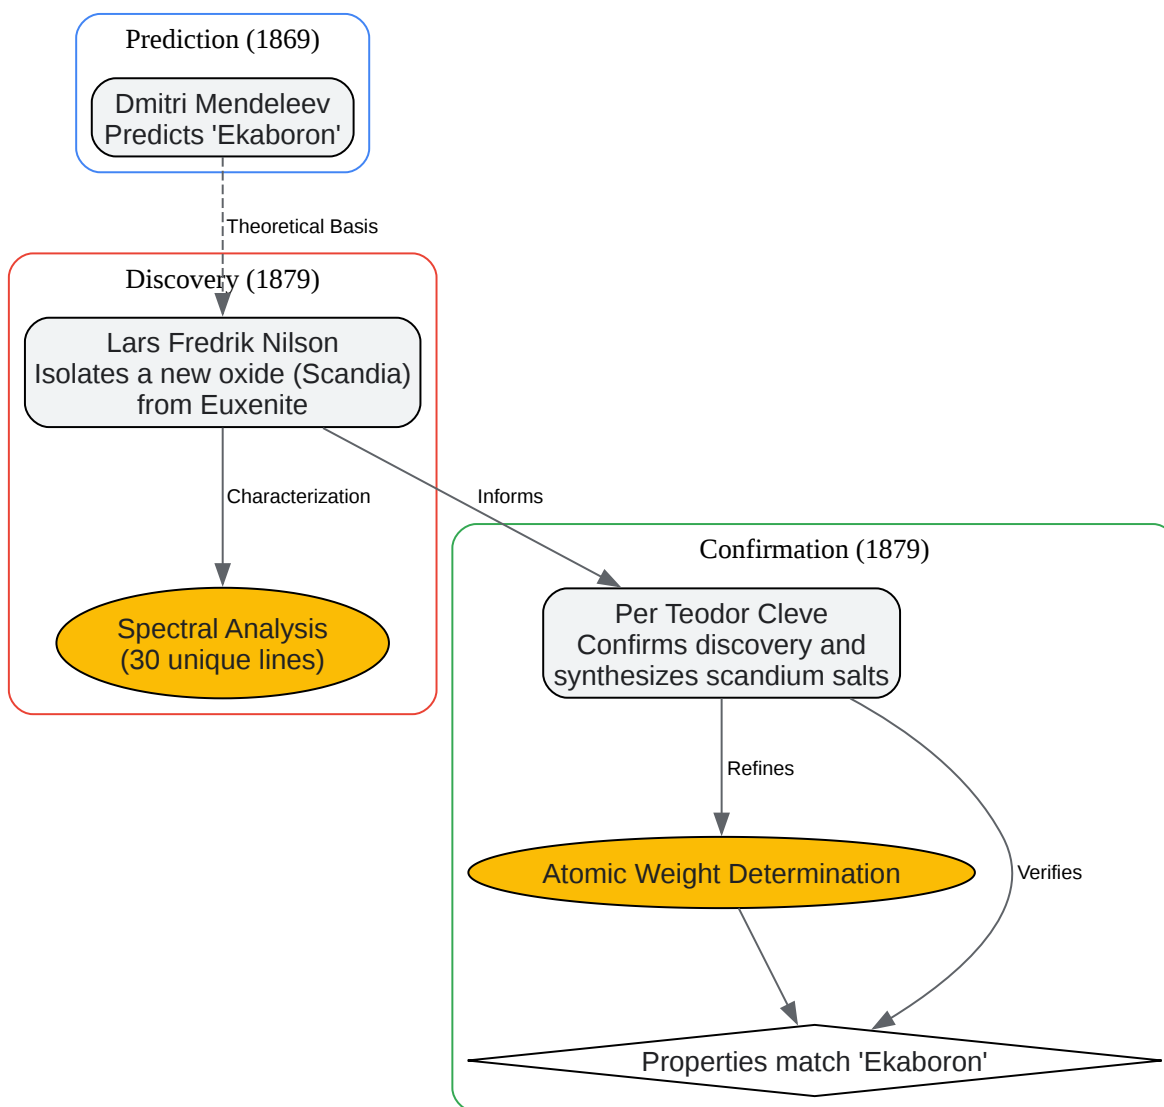 Prediction (1869)
Dmitri Mendeleev
Predicts 'Ekaboron'
Theoretical Basis
Discovery (1879)
Lars Fredrik Nilson
Isolates a new oxide (Scandia)
from Euxenite
Characterization
Informs
Spectral Analysis
(30 unique lines)
Confirmation (1879)
Per Teodor Cleve
Confirms discovery and
synthesizes scandium salts
Refines
Atomic Weight Determination
Verifies
Properties match 'Ekaboron'